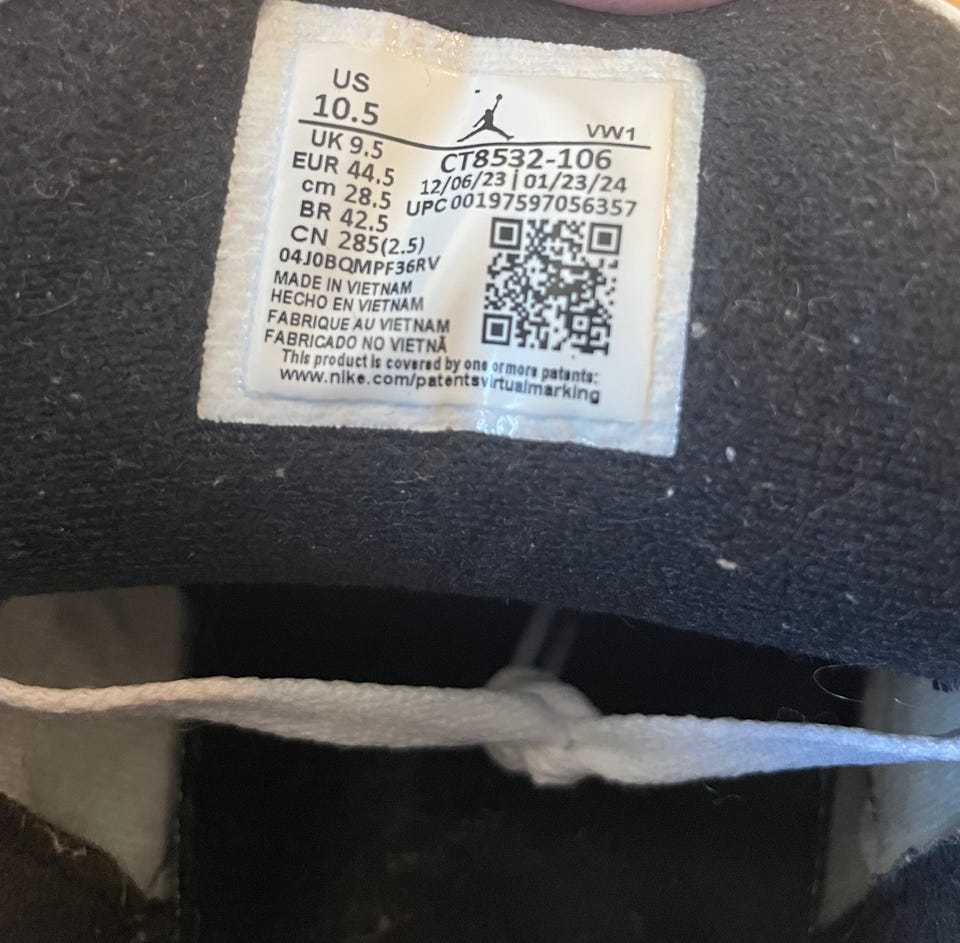 US
10.5
VW1
UK 9.5
EUR 44.5
cm 28.5
BR 42.5
CN 285(2.5)
CT8532-106
12/06/23 | 01/23/24
UPC 00197597056357
04J0BQMPF36RV
MADE IN VIETNAM
HECHO EN VIETNAM
FABRIQUE AU VIETNAM
FABRICADO NO VIETNÃ
This product is covered by one or more patents:
www.nike.com/patentsvirtualmarking